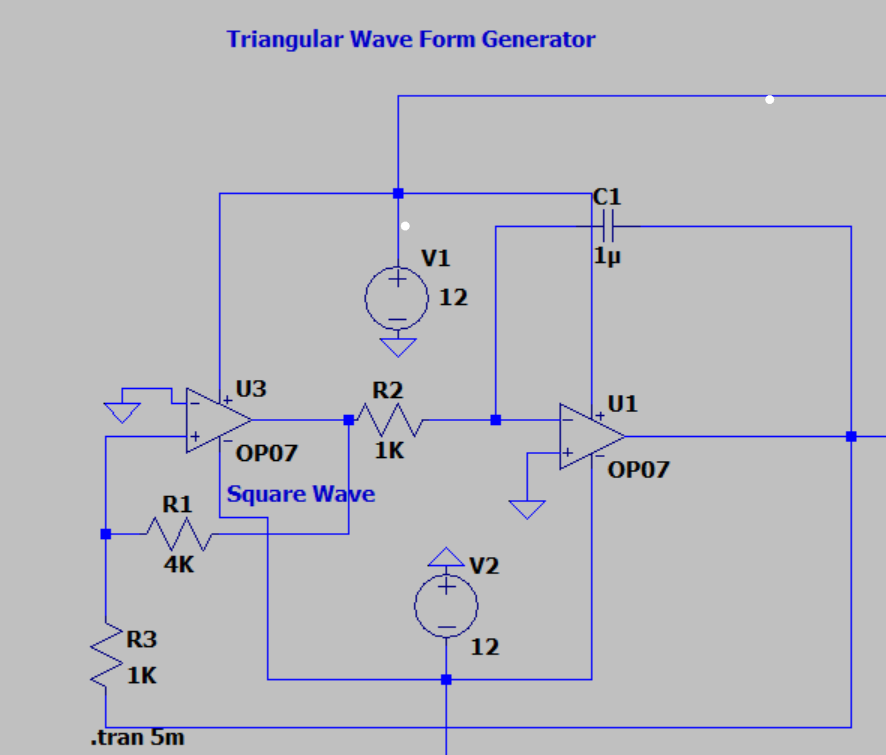 Triangular Wave Form Generator
C1
1µ
V1
12
U3
OP07
R2
1K
U1
OP07
Square Wave
R1
4K
V2
12
R3
1K
.tran 5m